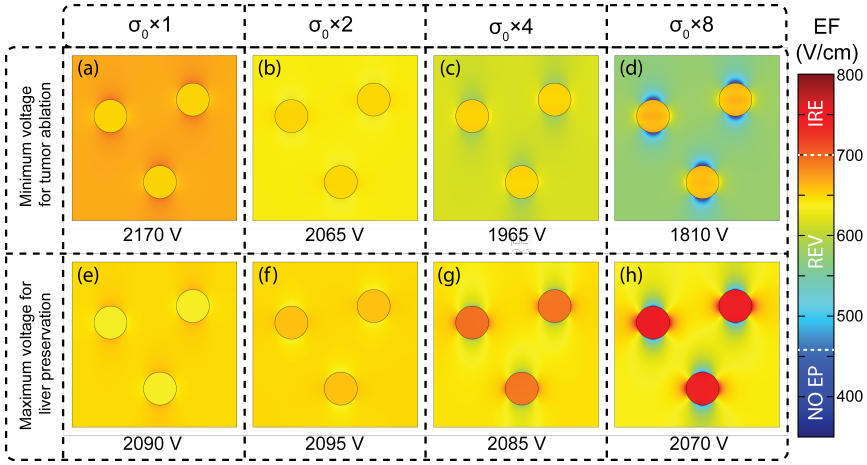 σ0×1 σ0×2 σ0×4 σ0×8
EF
(V/cm)
Minimum voltage
for tumor ablation
(a) (b) (c) (d)
2170 V 2065 V 1965 V 1810 V
Maximum voltage for
liver preservation
(e) (f) (g) (h)
2090 V 2095 V 2085 V 2070 V
800
IRE
700
600
REV
500
NO EP
400